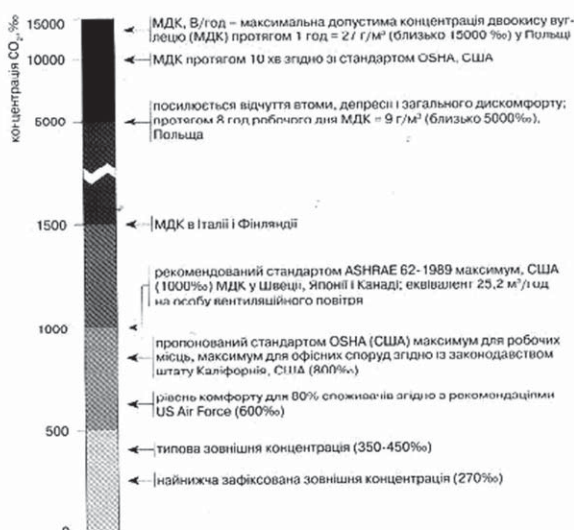 концентрація CO₂, ‰
15000
10000
5000
1500
1000
500
0
МДК, В/год – максимальна допустима концентрація двоокису вуг-
лецю (МДК) протягом 1 год = 27 г/м³ (близько 15000 ‰) у Польщі
МДК протягом 10 хв згідно зі стандартом OSHA, США
посилюється відчуття втоми, депресії і загального дискомфорту;
протягом 8 год робочого дня МДК = 9 г/м³ (близько 5000‰),
Польща
МДК в Італії і Фінляндії
рекомендований стандартом ASHRAE 62-1989 максимум, США
(1000‰) МДК у Швеції, Японії і Канаді; еквівалент 25,2 м³/год
на особу вентиляційного повітря
пропонований стандартом OSHA (США) максимум для робочих
місць, максимум для офісних споруд згідно із законодавством
штату Каліфорнія, США (800‰)
рівень комфорту для 80% споживачів згідно з рекомендаціями
US Air Force (600‰)
типова зовнішня концентрація (350-450‰)
найнижча зафіксована зовнішня концентрація (270‰)